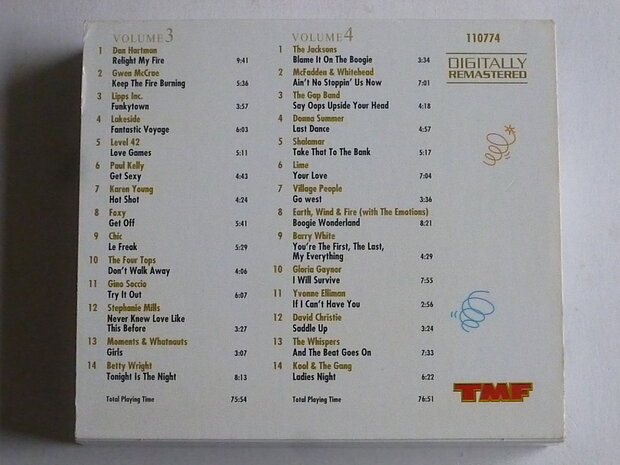 VOLUME 3
1 Dan Hartman
Relight My Fire 9:41
2 Gwen McCrae
Keep The Fire Burning 5:36
3 Lipps Inc.
Funkytown 3:57
4 Lakeside
Fantastic Voyage 6:03
5 Level 42
Love Games 5:11
6 Paul Kelly
Get Sexy 4:43
7 Karen Young
Hot Shot 4:24
8 Foxy
Get Off 5:41
9 Chic
Le Freak 5:29
10 The Four Tops
Don't Walk Away 4:06
11 Gino Soccio
Try It Out 6:07
12 Stephanie Mills
Never Knew Love Like
This Before 3:27
13 Moments & Whatnauts
Girls 3:07
14 Betty Wright
Tonight Is The Night 8:13
Total Playing Time 75:54
VOLUME 4
1 The Jacksons
Blame It On The Boogie 3:34
2 McFadden & Whitehead
Ain't No Stoppin' Us Now 7:01
3 The Gap Band
Say Oops Upside Your Head 4:18
4 Donna Summer
Last Dance 4:57
5 Shalamar
Take That To The Bank 5:17
6 Lime
Your Love 7:04
7 Village People
Go west 3:36
8 Earth, Wind & Fire (with The Emotions)
Boogie Wonderland 8:21
9 Barry White
You're The First, The Last,
My Everything 4:29
10 Gloria Gaynor
I Will Survive 7:55
11 Yvonne Elliman
If I Can't Have You 2:56
12 David Christie
Saddle Up 3:24
13 The Whispers
And The Beat Goes On 7:33
14 Kool & The Gang
Ladies Night 6:22
Total Playing Time 76:51
110774
DIGITALLY
REMASTERED
TMF